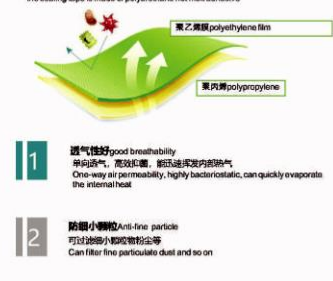 聚乙烯膜polyethylene film
聚丙烯polypropylene
1
透气性好good breathability
单向透气，高效抑菌，能迅速挥发内部热气
One-way air permeability, highly bacteriostatic, can quickly evaporate
the internal heat
2
防细小颗粒Anti-fine particle
可过滤细小颗粒物粉尘等
Can filter fine particulate dust and so on